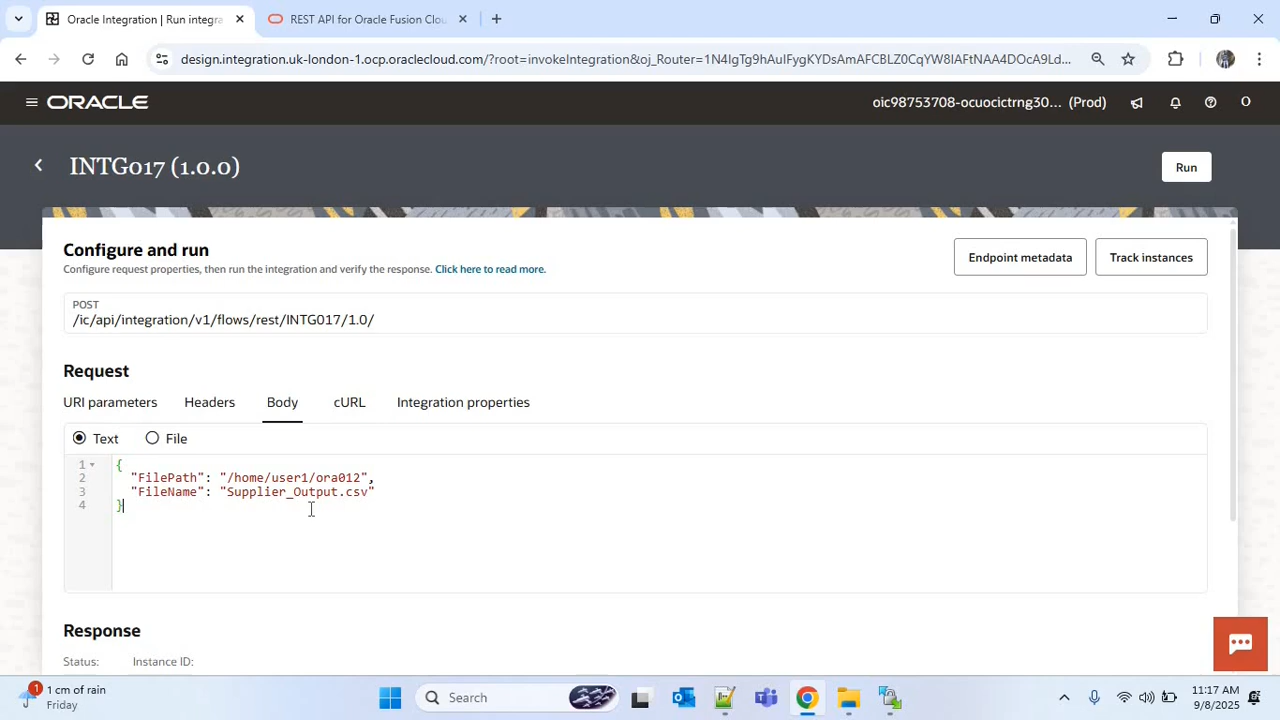 Oracle Integration | Run integra
REST API for Oracle Fusion Clou
design.integration.uk-london-1.ocp.oraclecloud.com/?root=invokeIntegration&oj_Router=1N4IgTg9hAuIFygKYDsAmAFCBLZ0CqYW8IAFtNAA4DOcA9Ld...
ORACLE
oic98753708-ocuocictrng30... (Prod)
O
INTG017 (1.0.0)
Run
Configure and run
Configure request properties, then run the integration and verify the response. Click here to read more.
Endpoint metadata
Track instances
POST
/ic/api/integration/v1/flows/rest/INTG017/1.0/
Request
URI parameters
Headers
Body
cURL
Integration properties
Text
File
1 {
2 "FilePath": "/home/user1/ora012",
3 "FileName": "Supplier_Output.csv"
4 }
Response
Status:
Instance ID:
1
1 cm of rain
Friday
Search
11:17 AM
9/8/2025